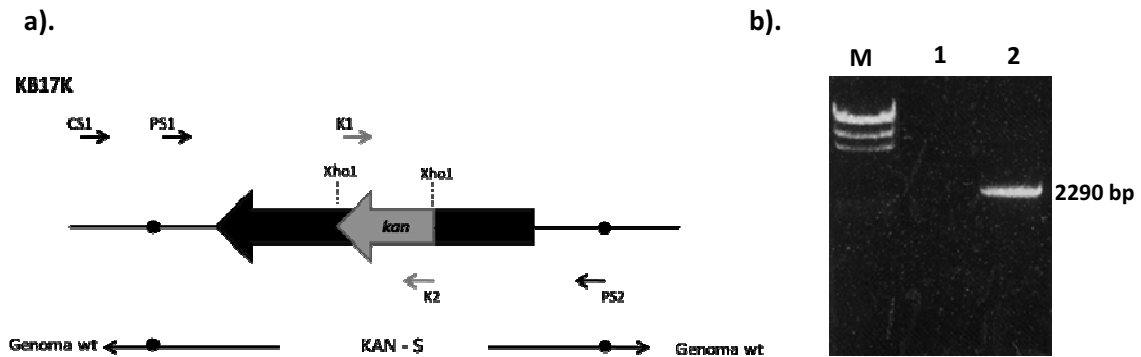 a).
b).
KB17K
CS1
PS1
K1
Xho1
Xho1
kan
K2
PS2
Genoma wt
KAN - S
Genoma wt
M
1
2
2290 bp